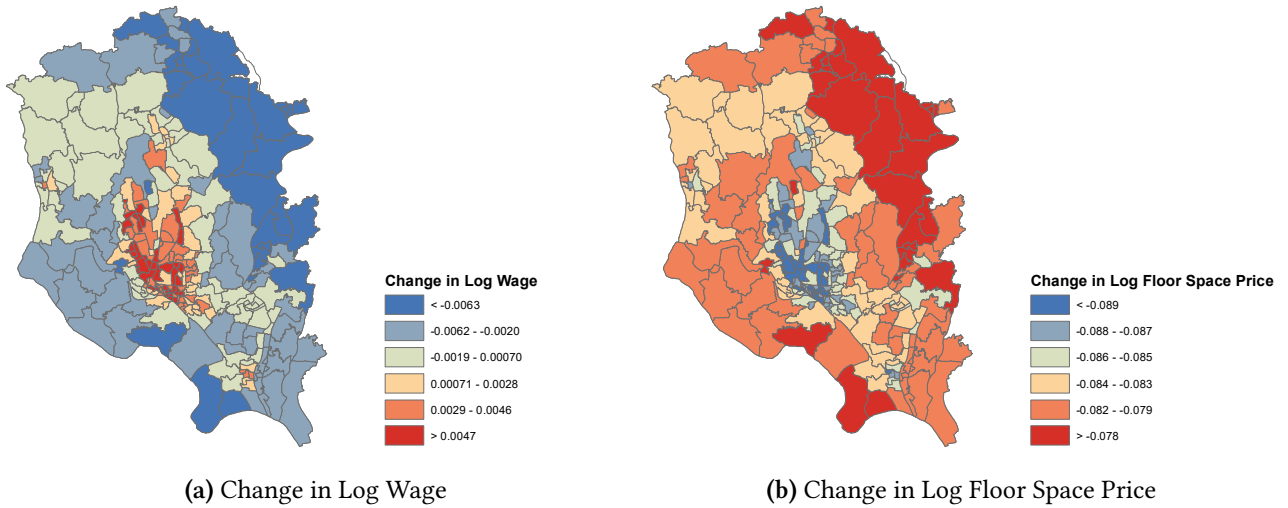 Change in Log Wage
< -0.0063
-0.0062 - -0.0020
-0.0019 - 0.00070
0.00071 - 0.0028
0.0029 - 0.0046
> 0.0047
(a) Change in Log Wage
Change in Log Floor Space Price
< -0.089
-0.088 - -0.087
-0.086 - -0.085
-0.084 - -0.083
-0.082 - -0.079
> -0.078
(b) Change in Log Floor Space Price